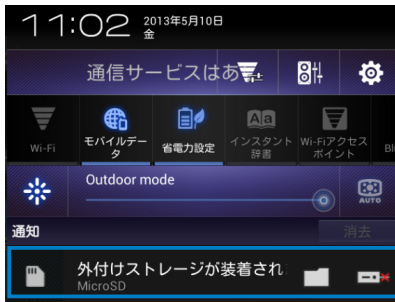 11:02 2013年5月10日
金
通信サービスはあ
Wi-Fi
モバイルデー
タ
省電力設定
インスタント
辞書
Wi-Fiアクセス
ポイント
Bl
Aa
Outdoor mode
AUTO
通知
消去
外付けストレージが装着され
MicroSD